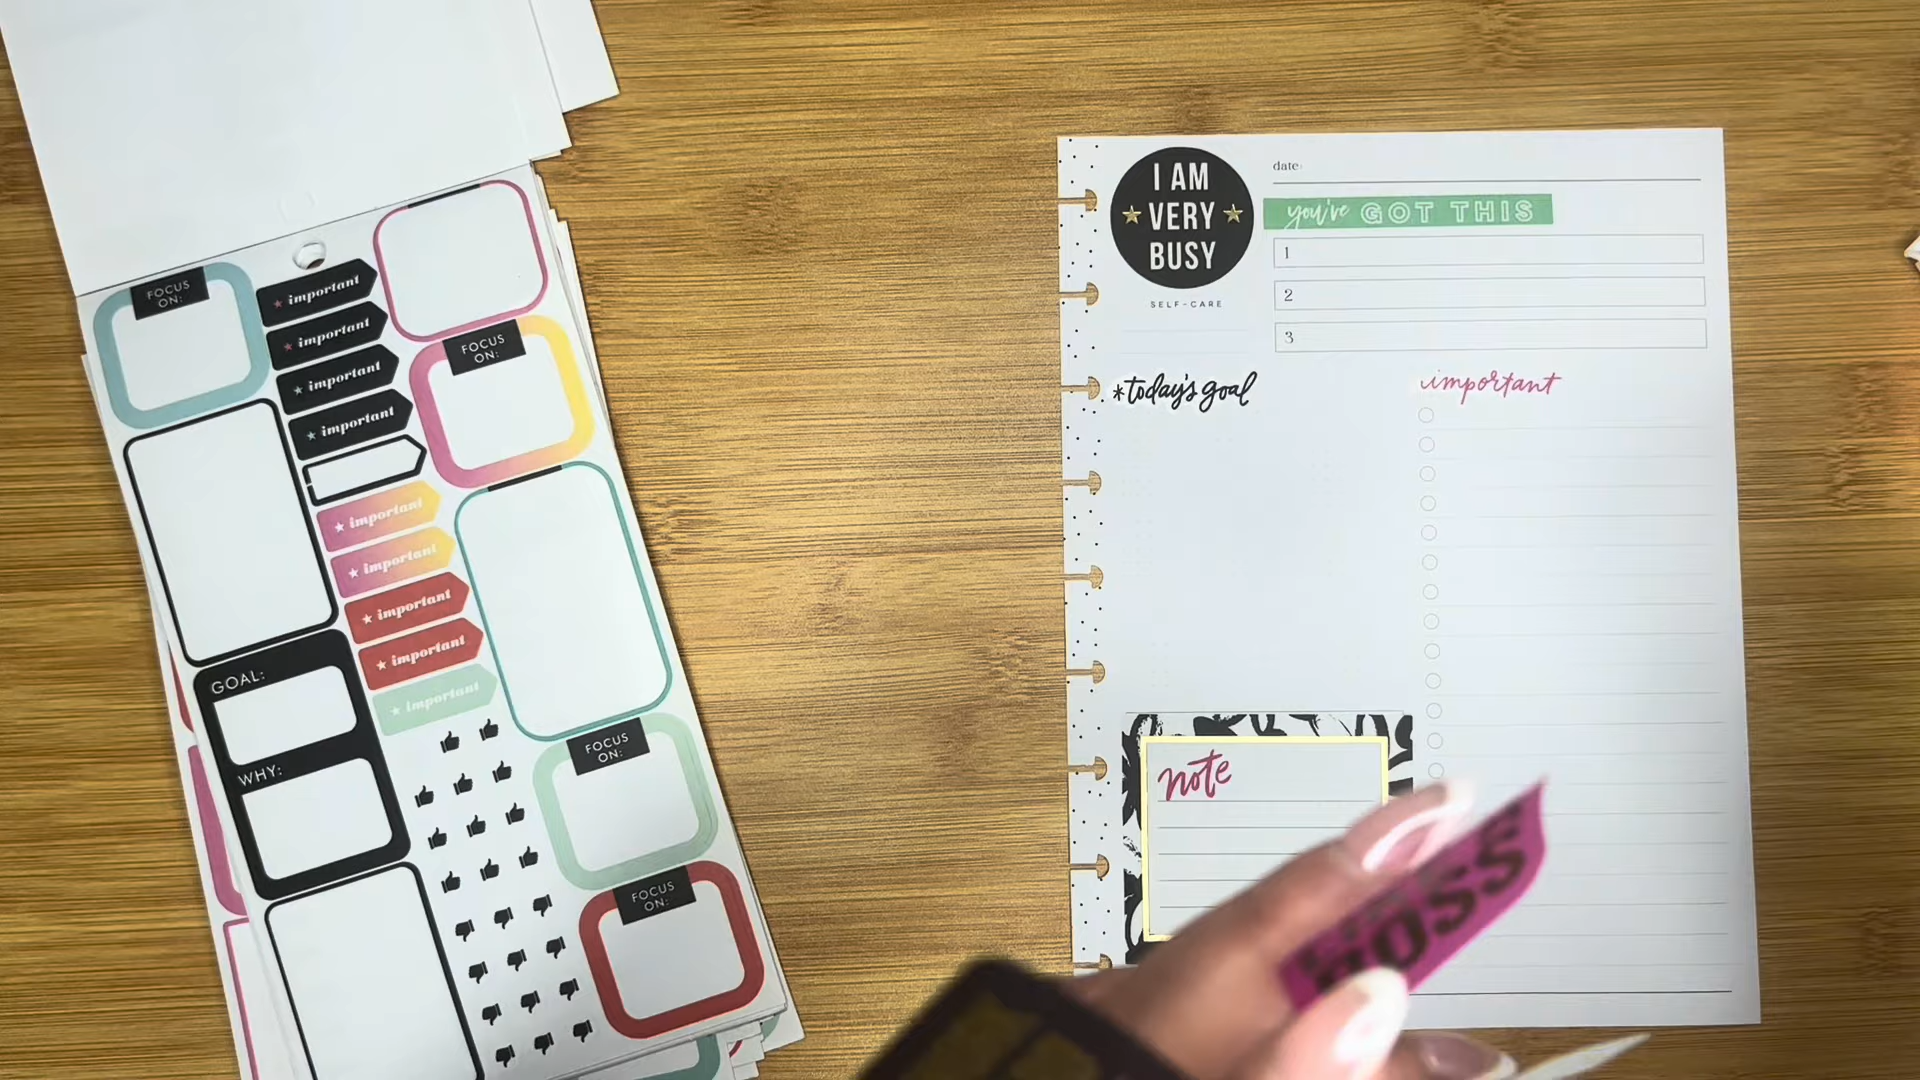 FOCUS
ON:
★ important
★ important
★ important
★ important
★ important
★ important
★ important
★ important
★ important
FOCUS
ON:
GOAL:
WHY:
FOCUS
ON:
FOCUS
ON:
I AM
VERY
BUSY
SELF-CARE
date:
you've GOT THIS
1
2
3
*today's goal
important
note
BOSS